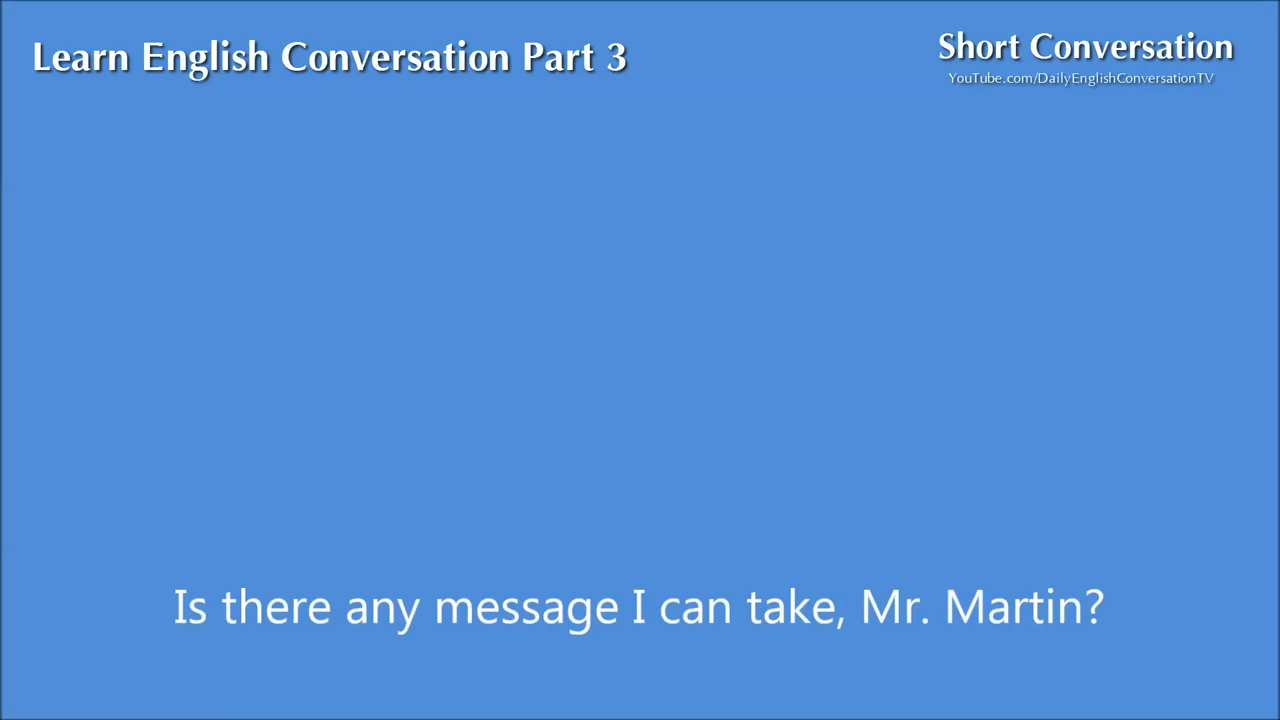 Learn English Conversation Part 3
Short Conversation
YouTube.com/DailyEnglishConversationTV
Is there any message I can take, Mr. Martin?